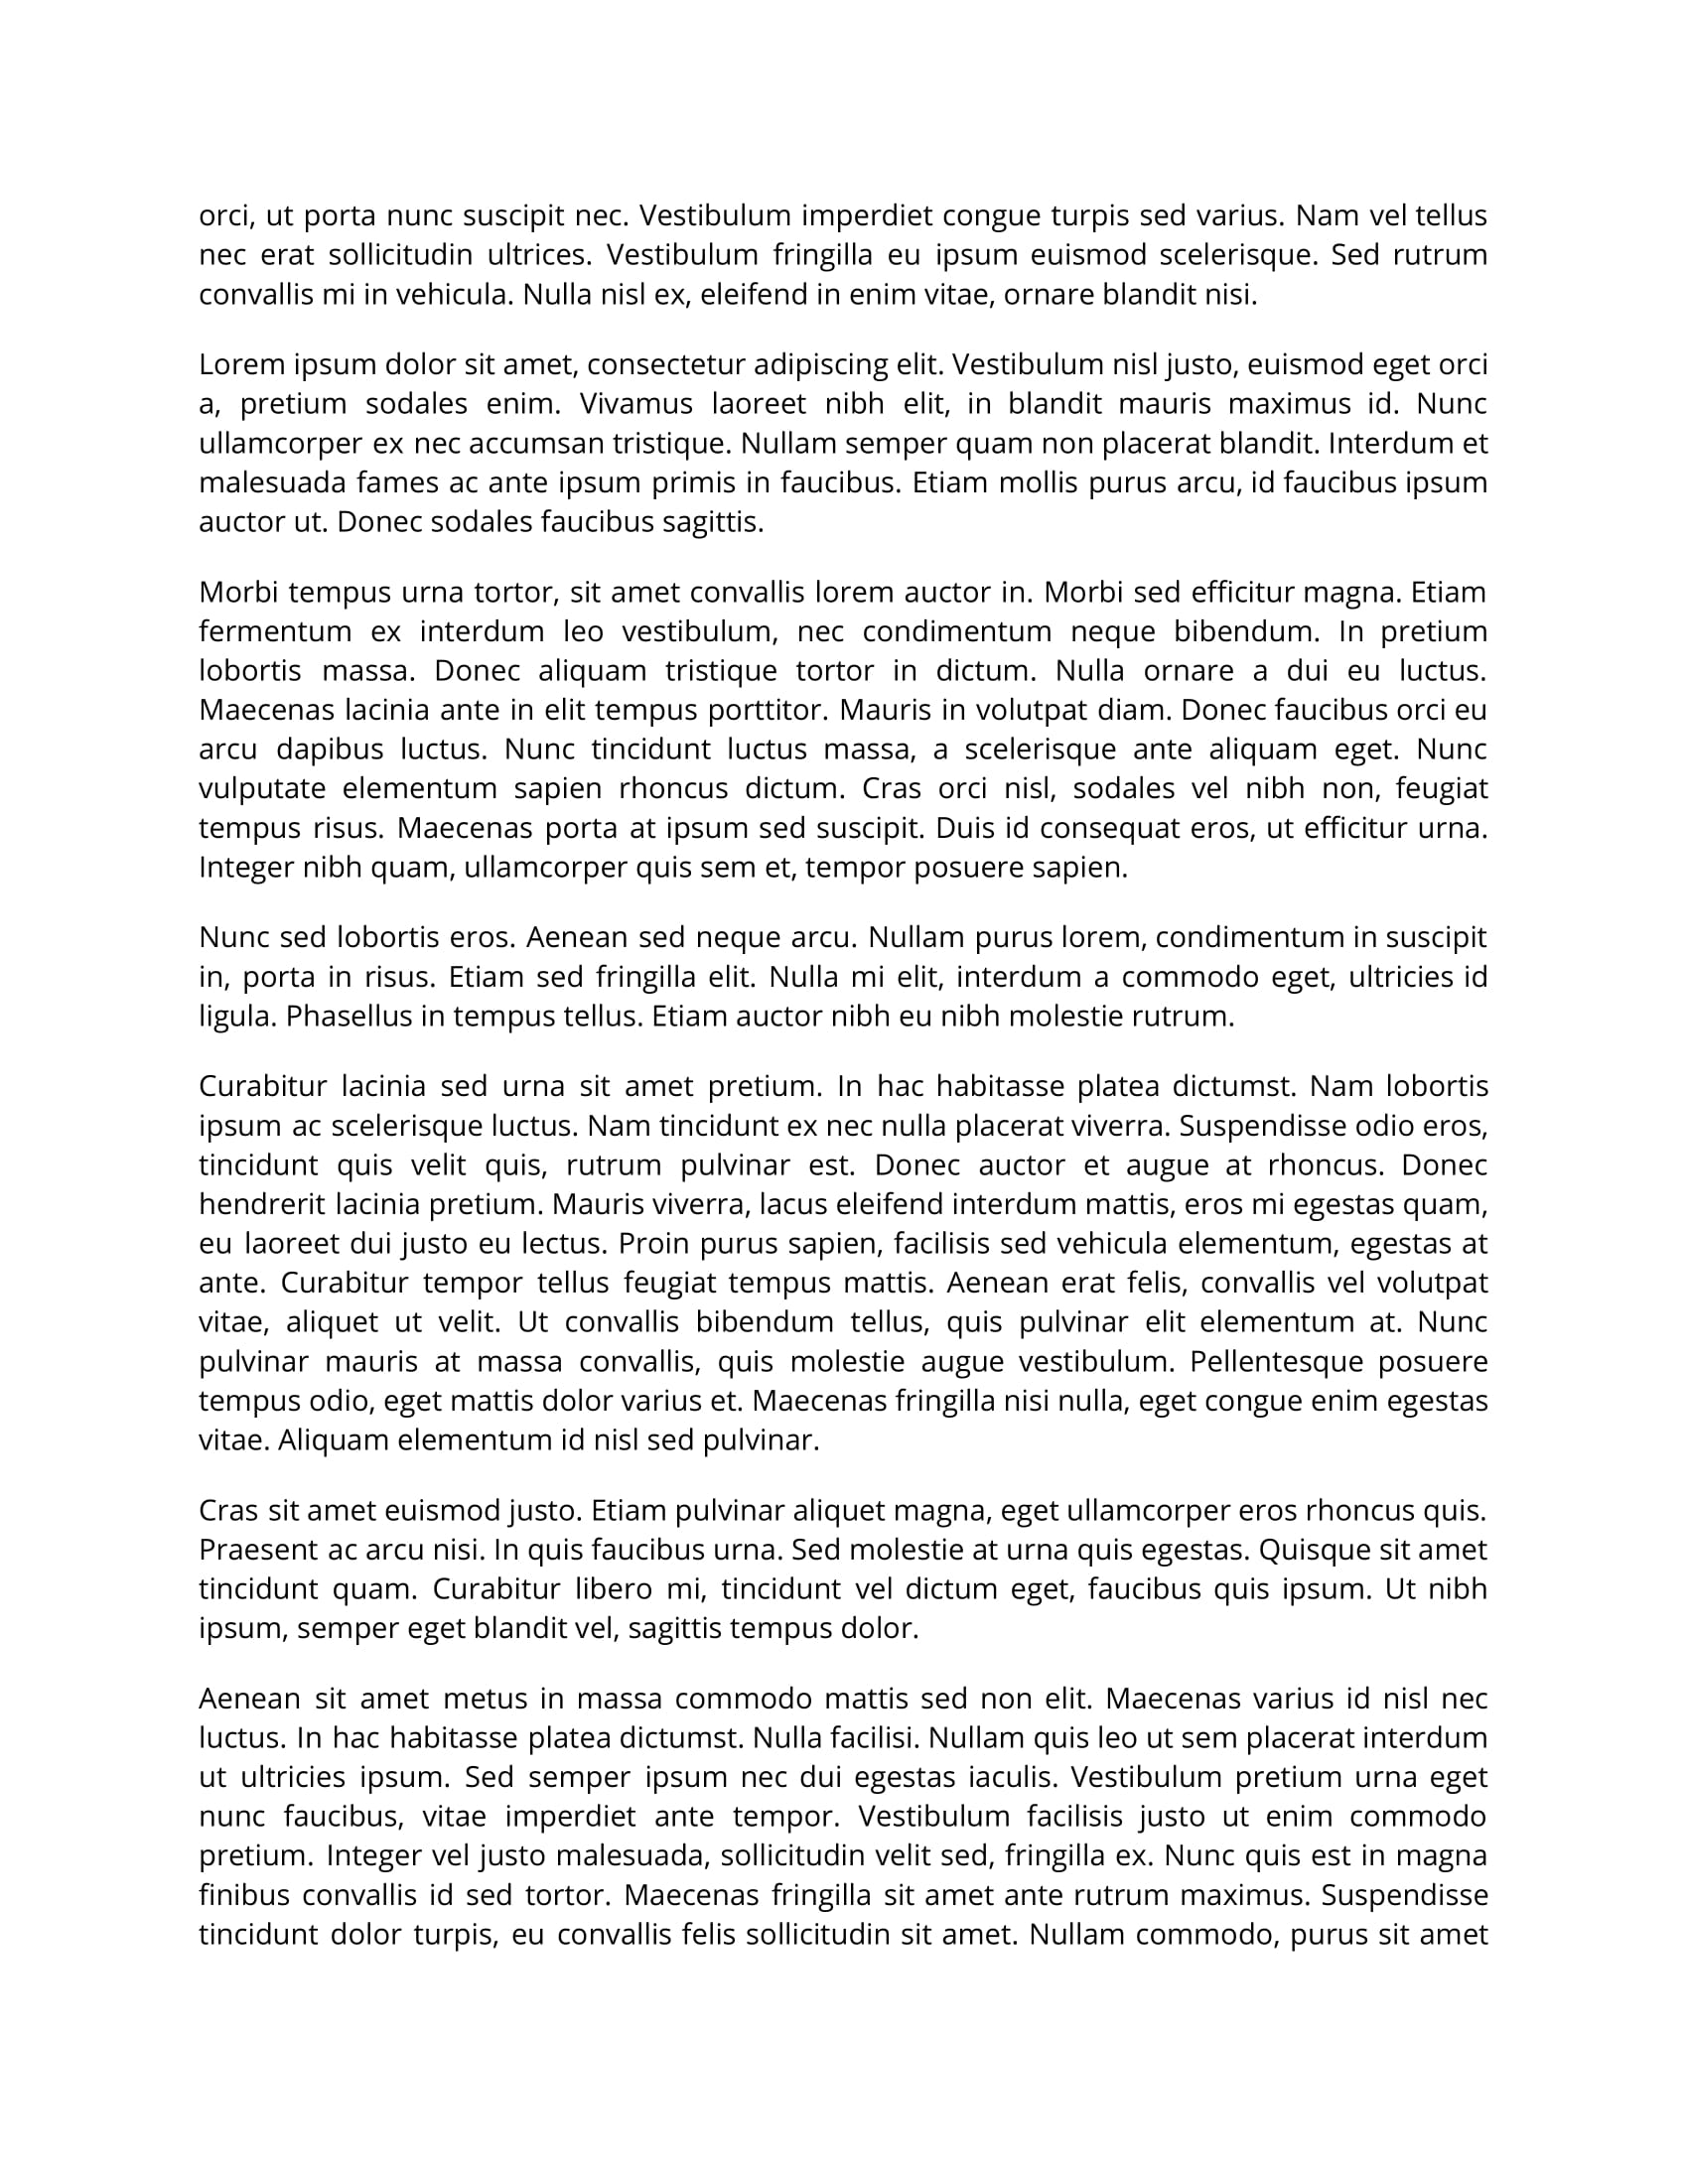 orci, ut porta nunc suscipit nec. Vestibulum imperdiet congue turpis sed varius. Nam vel tellus
nec erat sollicitudin ultrices. Vestibulum fringilla eu ipsum euismod scelerisque. Sed rutrum
convallis mi in vehicula. Nulla nisl ex, eleifend in enim vitae, ornare blandit nisi.
Lorem ipsum dolor sit amet, consectetur adipiscing elit. Vestibulum nisl justo, euismod eget orci
a, pretium sodales enim. Vivamus laoreet nibh elit, in blandit mauris maximus id. Nunc
ullamcorper ex nec accumsan tristique. Nullam semper quam non placerat blandit. Interdum et
malesuada fames ac ante ipsum primis in faucibus. Etiam mollis purus arcu, id faucibus ipsum
auctor ut. Donec sodales faucibus sagittis.
Morbi tempus urna tortor, sit amet convallis lorem auctor in. Morbi sed efficitur magna. Etiam
fermentum ex interdum leo vestibulum, nec condimentum neque bibendum. In pretium
lobortis massa. Donec aliquam tristique tortor in dictum. Nulla ornare a dui eu luctus.
Maecenas lacinia ante in elit tempus porttitor. Mauris in volutpat diam. Donec faucibus orci eu
arcu dapibus luctus. Nunc tincidunt luctus massa, a scelerisque ante aliquam eget. Nunc
vulputate elementum sapien rhoncus dictum. Cras orci nisl, sodales vel nibh non, feugiat
tempus risus. Maecenas porta at ipsum sed suscipit. Duis id consequat eros, ut efficitur urna.
Integer nibh quam, ullamcorper quis sem et, tempor posuere sapien.
Nunc sed lobortis eros. Aenean sed neque arcu. Nullam purus lorem, condimentum in suscipit
in, porta in risus. Etiam sed fringilla elit. Nulla mi elit, interdum a commodo eget, ultricies id
ligula. Phasellus in tempus tellus. Etiam auctor nibh eu nibh molestie rutrum.
Curabitur lacinia sed urna sit amet pretium. In hac habitasse platea dictumst. Nam lobortis
ipsum ac scelerisque luctus. Nam tincidunt ex nec nulla placerat viverra. Suspendisse odio eros,
tincidunt quis velit quis, rutrum pulvinar est. Donec auctor et augue at rhoncus. Donec
hendrerit lacinia pretium. Mauris viverra, lacus eleifend interdum mattis, eros mi egestas quam,
eu laoreet dui justo eu lectus. Proin purus sapien, facilisis sed vehicula elementum, egestas at
ante. Curabitur tempor tellus feugiat tempus mattis. Aenean erat felis, convallis vel volutpat
vitae, aliquet ut velit. Ut convallis bibendum tellus, quis pulvinar elit elementum at. Nunc
pulvinar mauris at massa convallis, quis molestie augue vestibulum. Pellentesque posuere
tempus odio, eget mattis dolor varius et. Maecenas fringilla nisi nulla, eget congue enim egestas
vitae. Aliquam elementum id nisl sed pulvinar.
Cras sit amet euismod justo. Etiam pulvinar aliquet magna, eget ullamcorper eros rhoncus quis.
Praesent ac arcu nisi. In quis faucibus urna. Sed molestie at urna quis egestas. Quisque sit amet
tincidunt quam. Curabitur libero mi, tincidunt vel dictum eget, faucibus quis ipsum. Ut nibh
ipsum, semper eget blandit vel, sagittis tempus dolor.
Aenean sit amet metus in massa commodo mattis sed non elit. Maecenas varius id nisl nec
luctus. In hac habitasse platea dictumst. Nulla facilisi. Nullam quis leo ut sem placerat interdum
ut ultricies ipsum. Sed semper ipsum nec dui egestas iaculis. Vestibulum pretium urna eget
nunc faucibus, vitae imperdiet ante tempor. Vestibulum facilisis justo ut enim commodo
pretium. Integer vel justo malesuada, sollicitudin velit sed, fringilla ex. Nunc quis est in magna
finibus convallis id sed tortor. Maecenas fringilla sit amet ante rutrum maximus. Suspendisse
tincidunt dolor turpis, eu convallis felis sollicitudin sit amet. Nullam commodo, purus sit amet